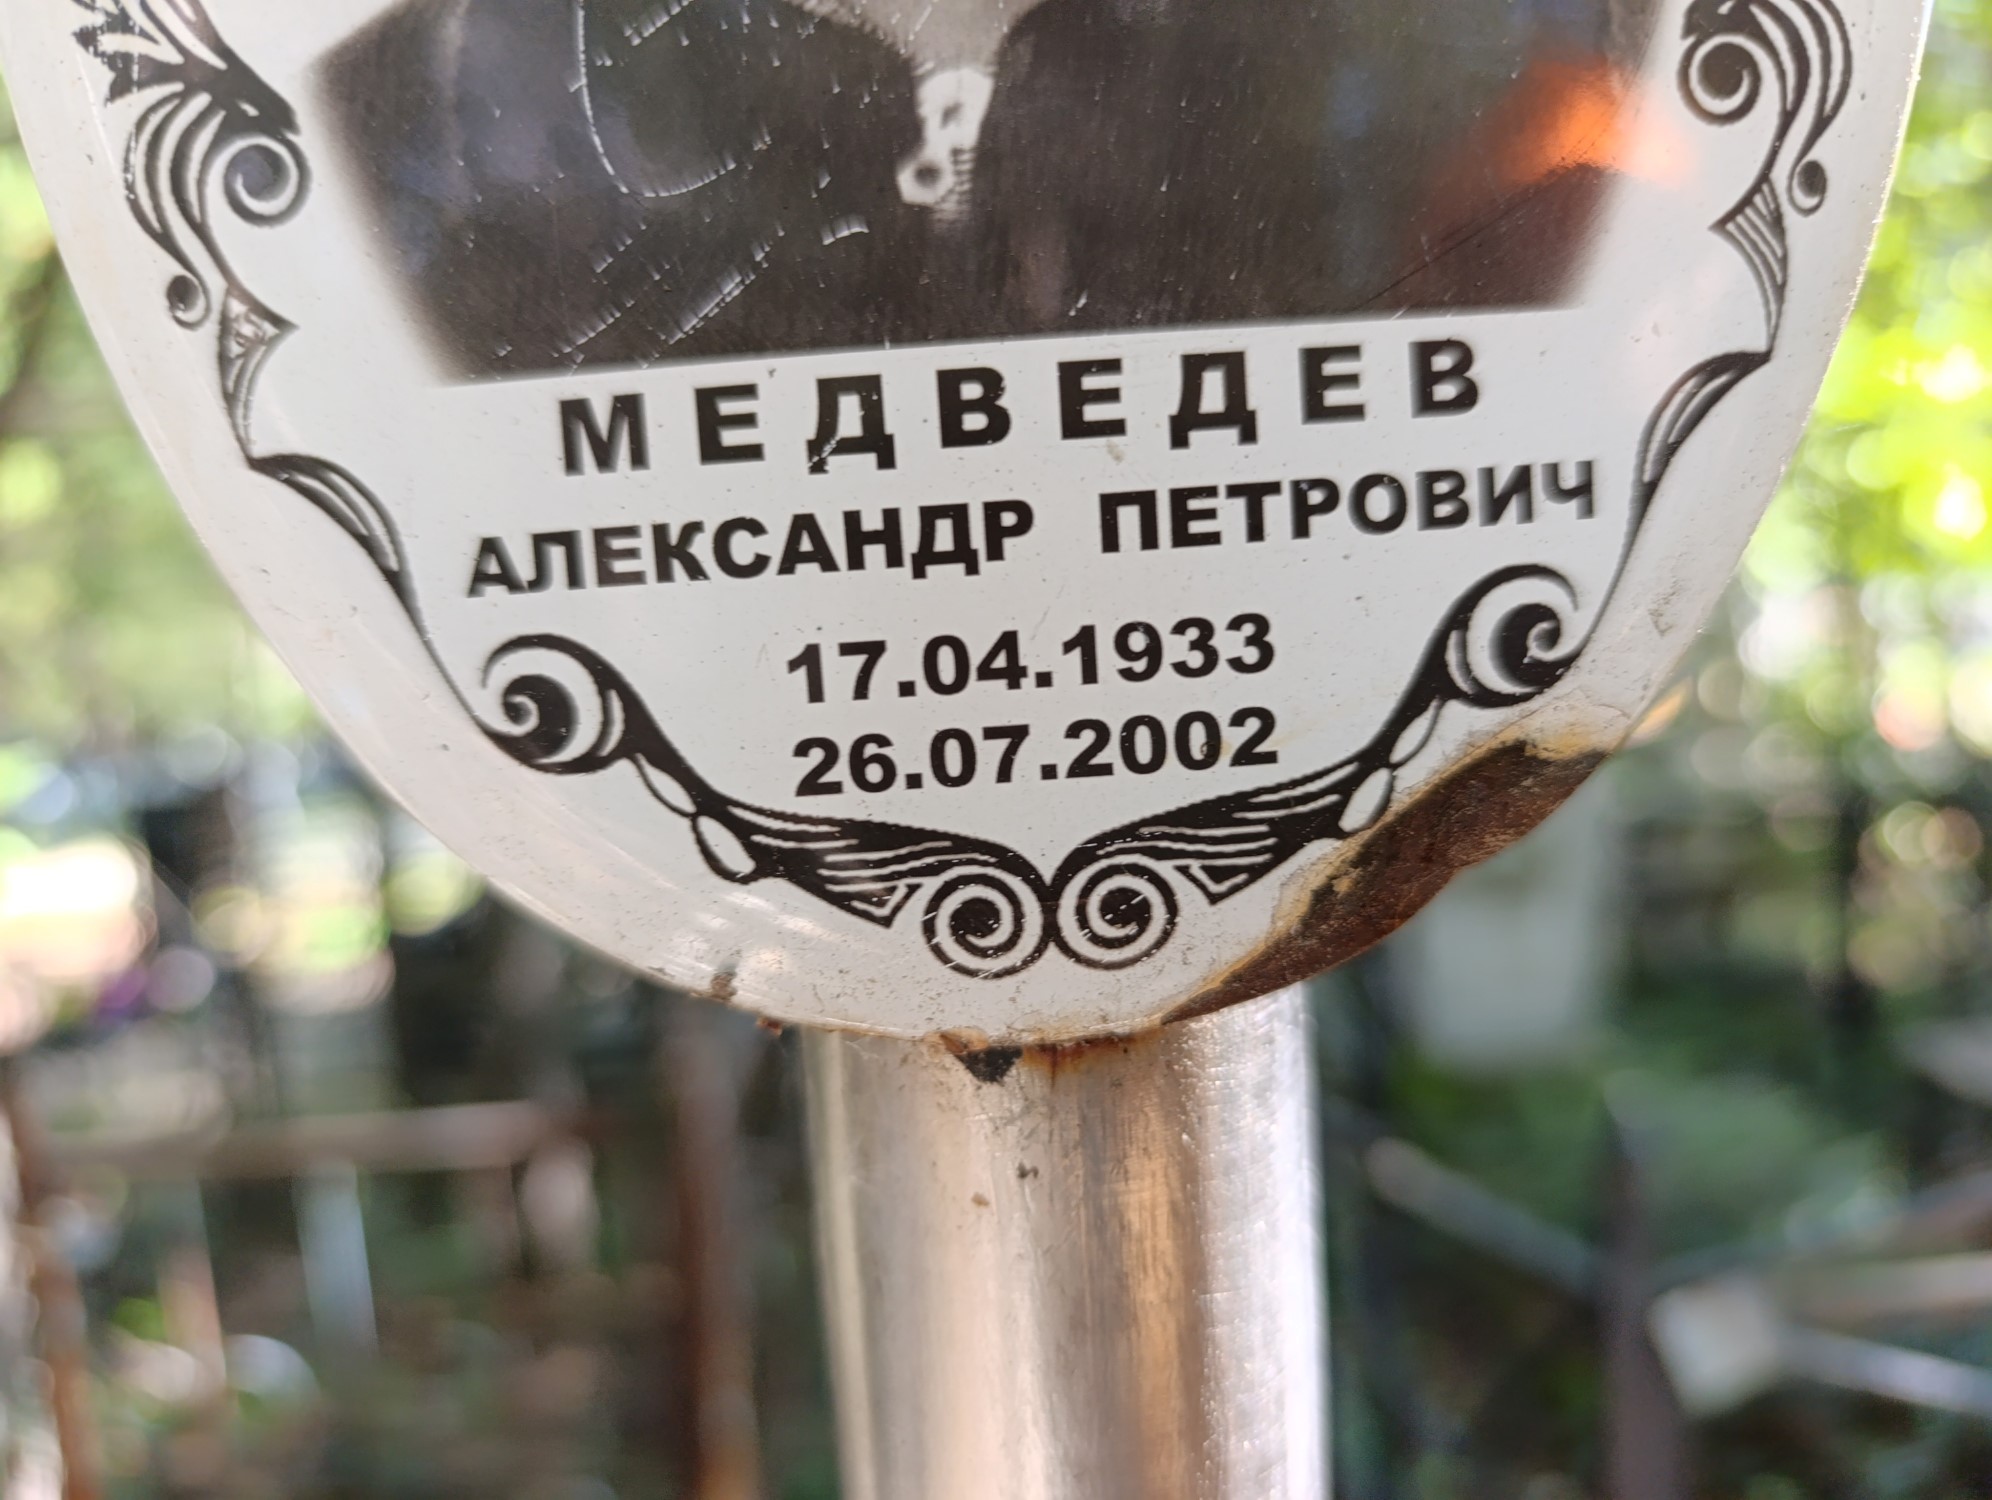 МЕДВЕДЕВ
АЛЕКСАНДР ПЕТРОВИЧ
17.04.1933
26.07.2002